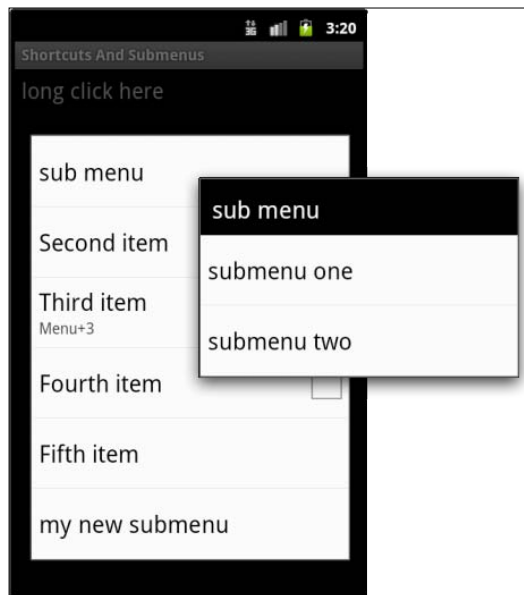 3G
3:20
Shortcuts And Submenus
long click here
sub menu
Second item
Third item
Menu+3
Fourth item
Fifth item
my new submenu
sub menu
submenu one
submenu two